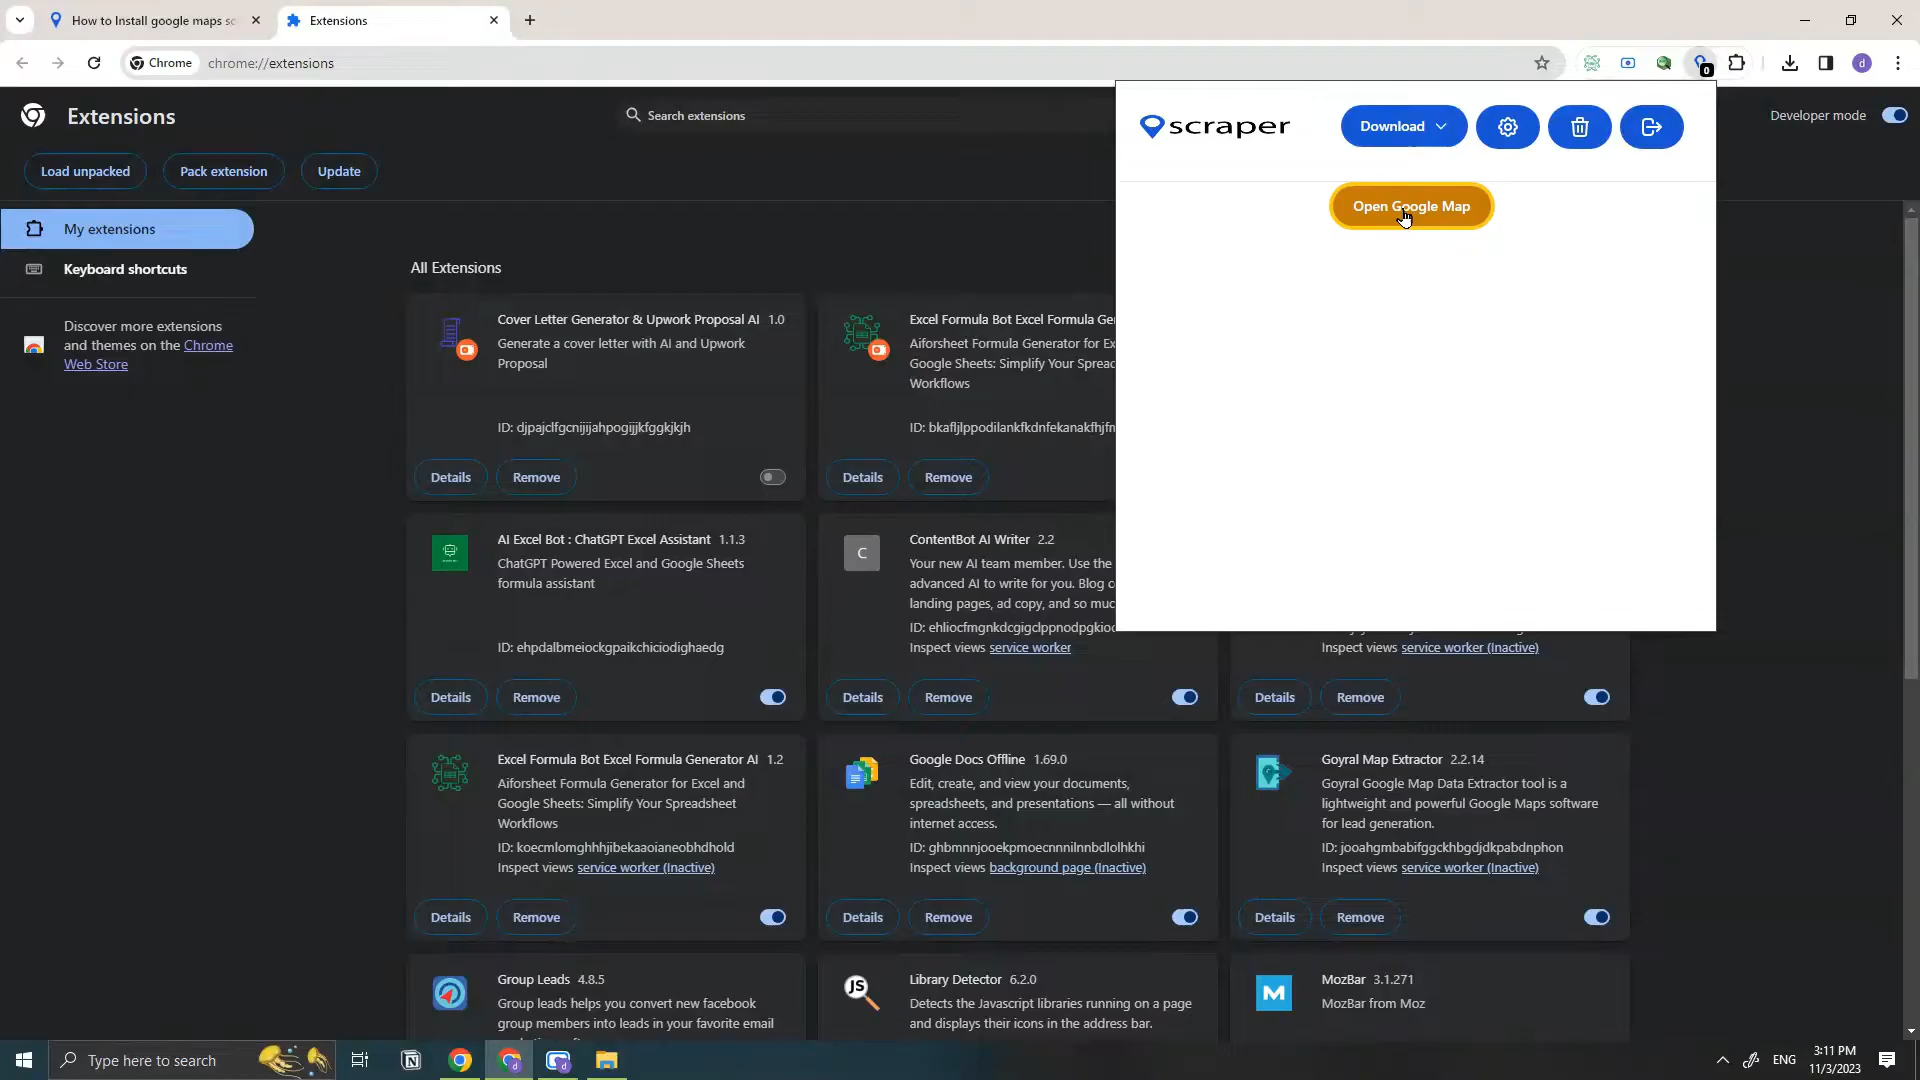 How to Install google maps sc
Extensions
Chrome
chrome://extensions
0
d
Extensions
Search extensions
Developer mode
Load unpacked
Pack extension
Update
scraper
Download
Open Google Map
My extensions
Keyboard shortcuts
Discover more extensions
and themes on the Chrome
Web Store
All Extensions
Cover Letter Generator & Upwork Proposal AI 1.0
Generate a cover letter with AI and Upwork
Proposal
ID: djpajclfgcnijijahpogijjkfggkjkjh
Details
Remove
Excel Formula Bot Excel Formula Ge
Aiforsheet Formula Generator for Ex
Google Sheets: Simplify Your Spreac
Workflows
ID: bkafljlppodilankfkdnfekanakfhjfm
Details
Remove
AI Excel Bot : ChatGPT Excel Assistant 1.1.3
ChatGPT Powered Excel and Google Sheets
formula assistant
ID: ehpdalbmeiockgpaikchiciodighaedg
Details
Remove
C
ContentBot AI Writer 2.2
Your new AI team member. Use the
advanced AI to write for you. Blog o
landing pages, ad copy, and so muc
ID: ehliocfmgnkdcgigclppnodpgkioc
Inspect views service worker
Details
Remove
Inspect views service worker (Inactive)
Details
Remove
Excel Formula Bot Excel Formula Generator AI 1.2
Aiforsheet Formula Generator for Excel and
Google Sheets: Simplify Your Spreadsheet
Workflows
ID: koecmlomghhhjibekaaoianeobhdhold
Inspect views service worker (Inactive)
Details
Remove
Google Docs Offline 1.69.0
Edit, create, and view your documents,
spreadsheets, and presentations — all without
internet access.
ID: ghbmnnjooekpmoecnnnilnnbdlolhkhi
Inspect views background page (Inactive)
Details
Remove
Goyral Map Extractor 2.2.14
Goyral Google Map Data Extractor tool is a
lightweight and powerful Google Maps software
for lead generation.
ID: jooahgmbabifggckhbgdjdkpabdnphon
Inspect views service worker (Inactive)
Details
Remove
Group Leads 4.8.5
Group leads helps you convert new facebook
group members into leads in your favorite email
JS
Library Detector 6.2.0
Detects the Javascript libraries running on a page
and displays their icons in the address bar.
M
MozBar 3.1.271
MozBar from Moz
Type here to search
ENG
3:11 PM
11/3/2023